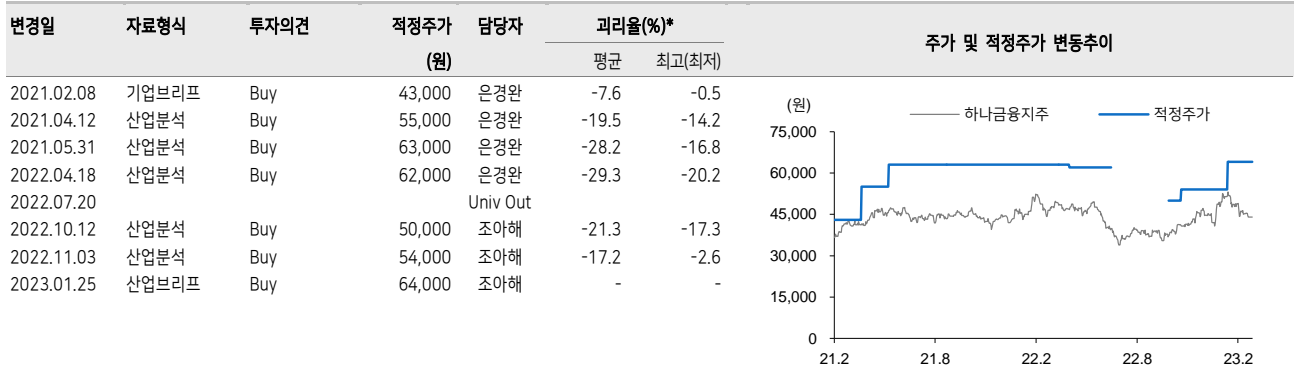 변경일 자료형식 투자의견 적정주가 담당자 괴리율(%)* 주가 및 적정주가 변동추이
(원) 평균 최고(최저)
2021.02.08 기업브리프 Buy 43,000 은경완 -7.6 -0.5
2021.04.12 산업분석 Buy 55,000 은경완 -19.5 -14.2
2021.05.31 산업분석 Buy 63,000 은경완 -28.2 -16.8
2022.04.18 산업분석 Buy 62,000 은경완 -29.3 -20.2
2022.07.20 Univ Out
2022.10.12 산업분석 Buy 50,000 조아해 -21.3 -17.3
2022.11.03 산업분석 Buy 54,000 조아해 -17.2 -2.6
2023.01.25 산업브리프 Buy 64,000 조아해 - -
(원) 하나금융지주 적정주가
75,000
60,000
45,000
30,000
15,000
0
21.2 21.8 22.2 22.8 23.2